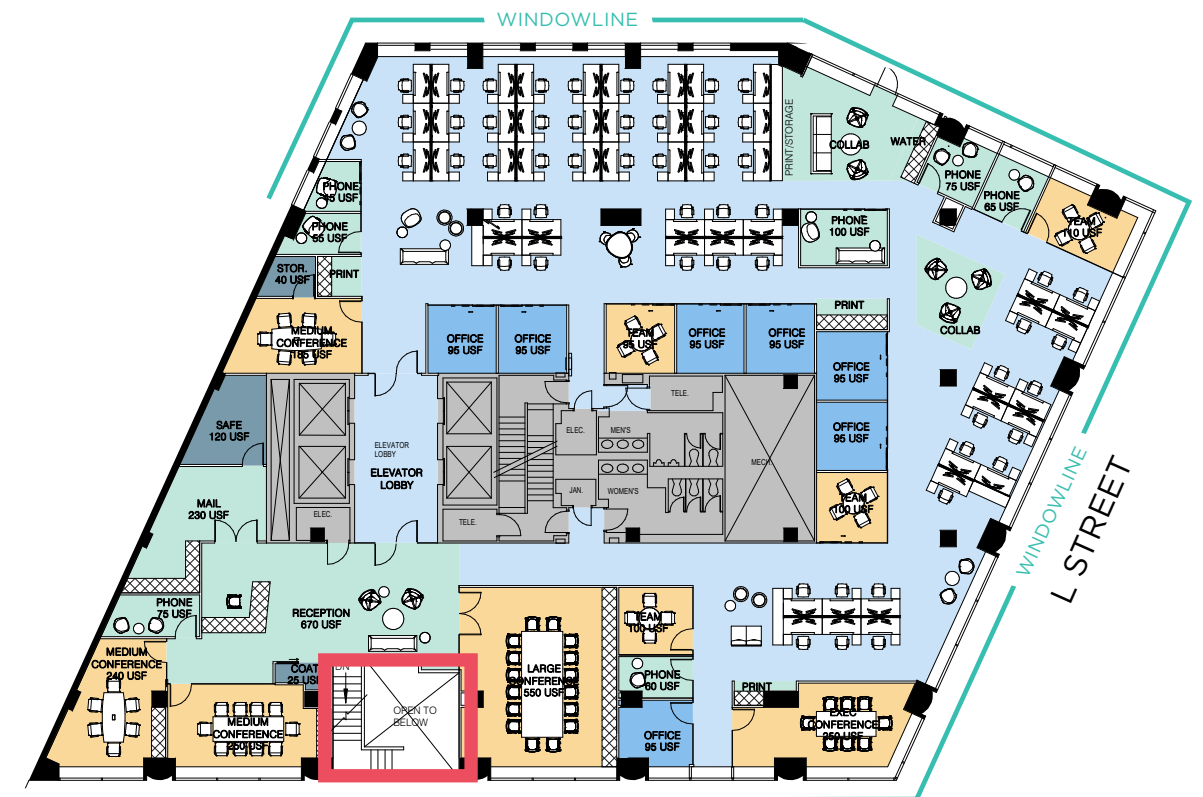 WINDOWLINE
PRINT/STORAGE
COLLAB
WATER
PHONE
75 USF
PHONE
65 USF
TEAM
110 USF
PHONE
45 USF
PHONE
55 USF
PHONE
100 USF
STOR.
40 USF
PRINT
MEDIUM
CONFERENCE
185 USF
OFFICE
95 USF
OFFICE
95 USF
TEAM
95 USF
OFFICE
95 USF
OFFICE
95 USF
PRINT
COLLAB
OFFICE
95 USF
OFFICE
95 USF
TELE.
ELEC.
MEN'S
MECH.
SAFE
120 USF
ELEVATOR
LOBBY
ELEVATOR
LOBBY
JAN.
WOMEN'S
TEAM
100 USF
MAIL
230 USF
ELEC.
TELE.
WINDOWLINE
L STREET
PHONE
75 USF
RECEPTION
670 USF
TEAM
100 USF
MEDIUM
CONFERENCE
240 USF
COAT
25 USF
DN
OPEN TO
BELOW
LARGE
CONFERENCE
550 USF
PHONE
60 USF
PRINT
MEDIUM
CONFERENCE
250 USF
OFFICE
95 USF
EXEC
CONFERENCE
250 USF